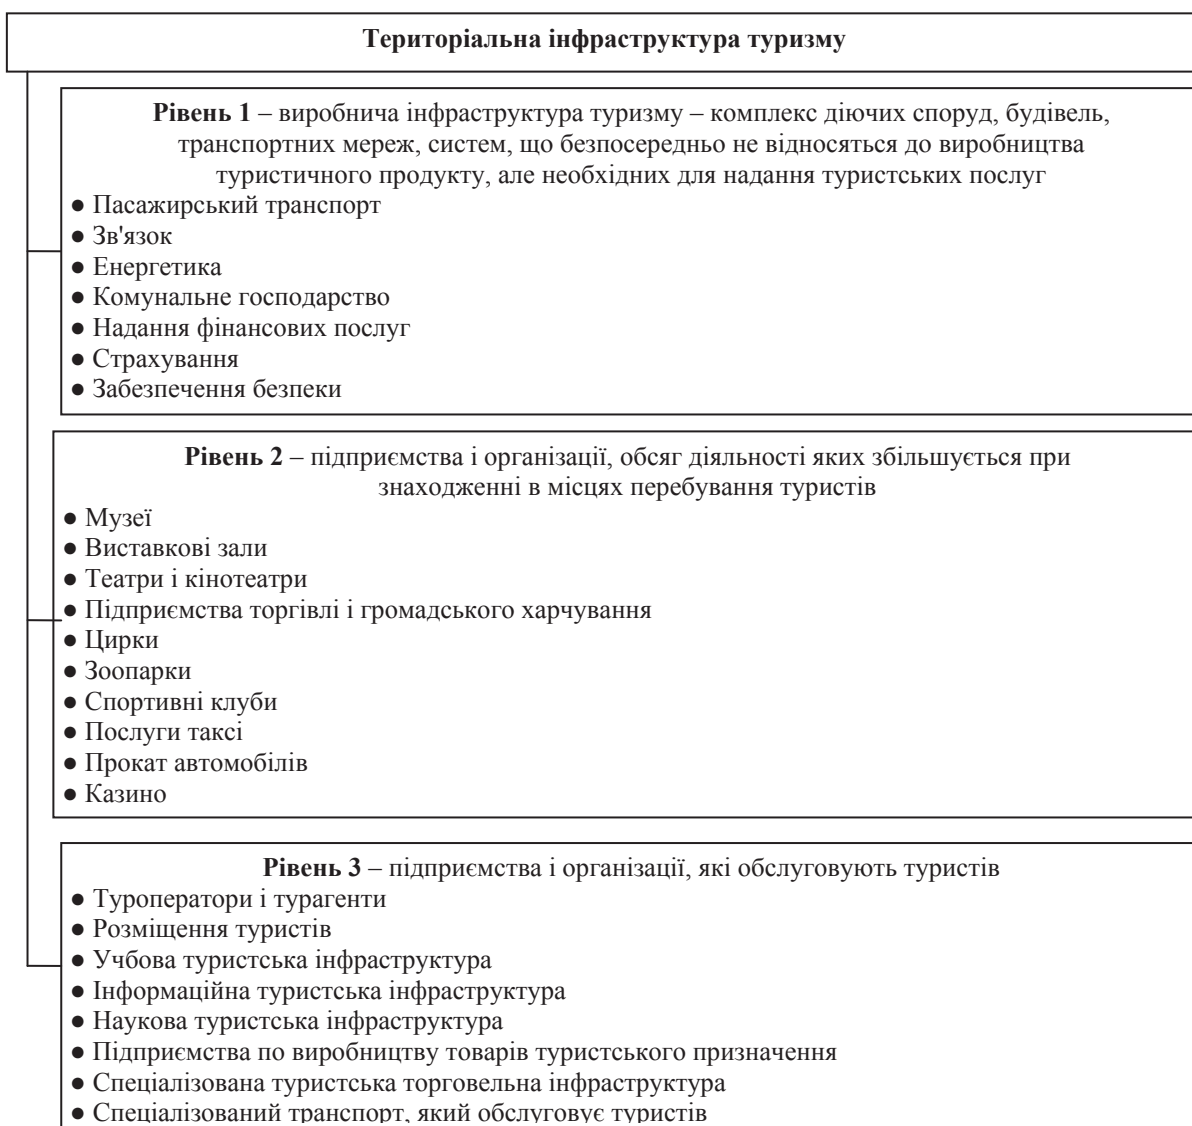 Територіальна інфраструктура туризму
Рівень 1 – виробнича інфраструктура туризму – комплекс діючих споруд, будівель,
транспортних мереж, систем, що безпосередньо не відносяться до виробництва
туристичного продукту, але необхідних для надання туристських послуг
● Пасажирський транспорт
● Зв'язок
● Енергетика
● Комунальне господарство
● Надання фінансових послуг
● Страхування
● Забезпечення безпеки
Рівень 2 – підприємства і організації, обсяг діяльності яких збільшується при
знаходженні в місцях перебування туристів
● Музеї
● Виставкові зали
● Театри і кінотеатри
● Підприємства торгівлі і громадського харчування
● Цирки
● Зоопарки
● Спортивні клуби
● Послуги таксі
● Прокат автомобілів
● Казино
Рівень 3 – підприємства і організації, які обслуговують туристів
● Туроператори і турагенти
● Розміщення туристів
● Учбова туристська інфраструктура
● Інформаційна туристська інфраструктура
● Наукова туристська інфраструктура
● Підприємства по виробництву товарів туристського призначення
● Спеціалізована туристська торговельна інфраструктура
● Спеціалізований транспорт, який обслуговує туристів